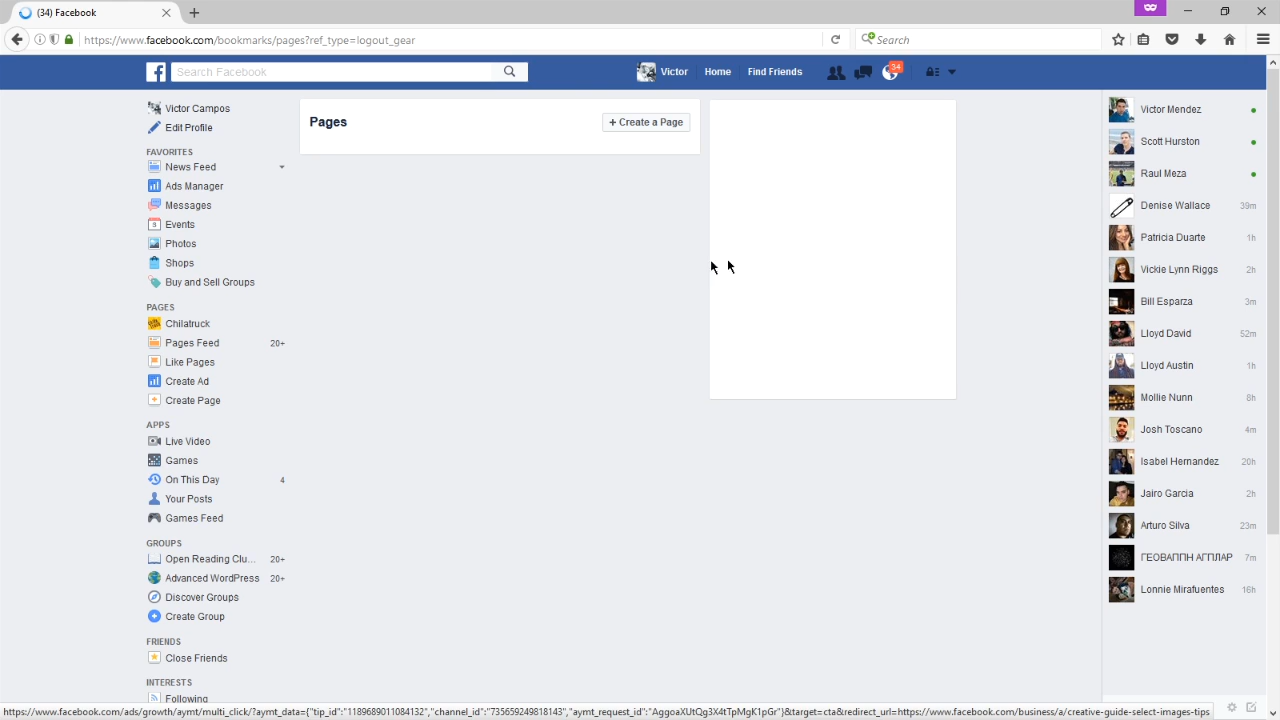 (34) Facebook
https://www.facebook.com/bookmarks/pages?ref_type=logout_gear
Search
Search Facebook
Victor
Home
Find Friends
34
Victor Campos
Edit Profile
FAVORITES
News Feed
Ads Manager
Messages
Events
Photos
Shops
Buy and Sell Groups
PAGES
Chilatruck
Pages Feed 20+
Like Pages
Create Ad
Create Page
APPS
Live Video
Games
On This Day 4
Your Posts
Games Feed
GROUPS
Open Reading Clu... 20+
Advanced WordPress 20+
Discover Groups
Create Group
FRIENDS
Close Friends
INTERESTS
Following
Pages
+ Create a Page
Victor Mendez
Scott Hurston
Raul Meza
Denise Wallace 39m
Patricia Duarte 1h
Vickie Lynn Riggs 2h
Bill Esparza 3m
Lloyd David 52m
Lloyd Austin 1h
Mollie Nunn 8h
Josh Toscano 4m
Isabel Hernandez 20h
Jairo Garcia 2h
Arturo Silva 23m
ΓΕΟΒΑΠΠΗ ΑΓΠΛΑΡ 7m
Lonnie Mirafuentes 16h
https://www.facebook.com/ads/growth/aymt/multi_click/?aymt_data={"tip_id":"1189689011084132","channel_id":"735659249818143","aymt_request_id":"AggoaXUtQg3X4tTpMgK1pGr"}&target=cta&redirect_url=https://www.facebook.com/business/a/creative-guide-select-images-tips